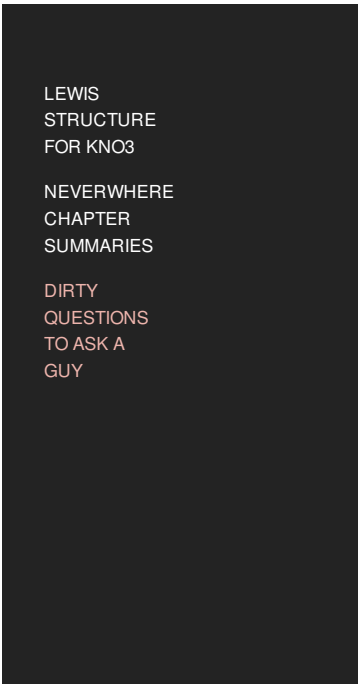 LEWIS
STRUCTURE
FOR KNO3
NEVERWHERE
CHAPTER
SUMMARIES
DIRTY
QUESTIONS
TO ASK A
GUY